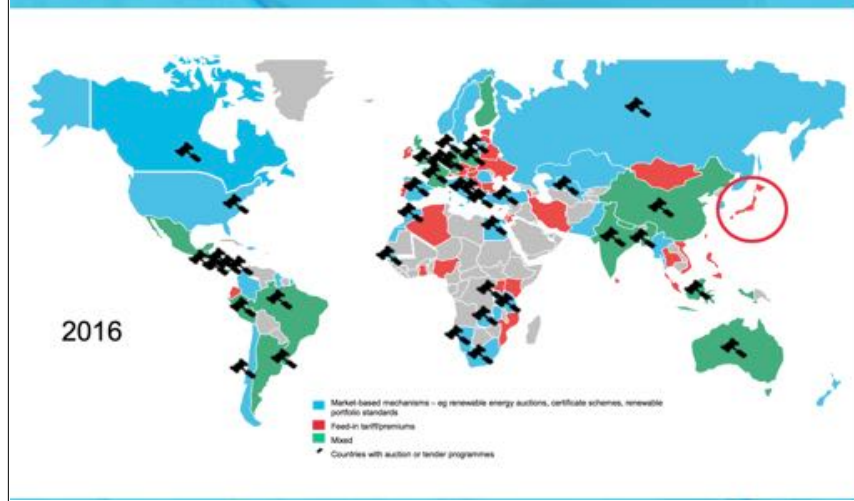 2016
Market-based mechanisms – eg renewable energy auctions, certificate schemes, renewable
portfolio standards
Feed-in tariff/premiums
Mixed
Countries with auction or tender programmes